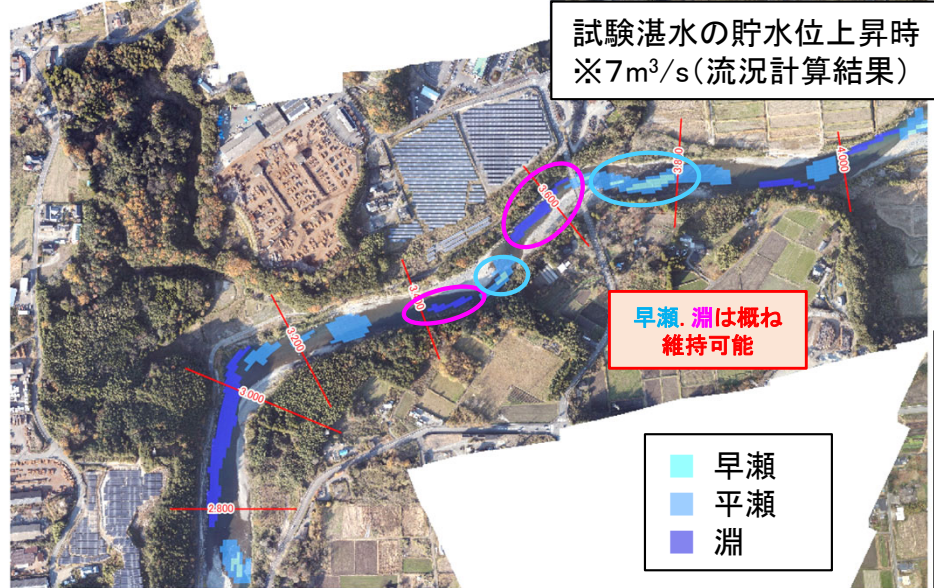 試験湛水の貯水位上昇時
※7m³/s(流況計算結果)
4.000
3.800
3.600
3.400
3.200
3.000
2.800
早瀬.淵は概ね
維持可能
早瀬
平瀬
淵